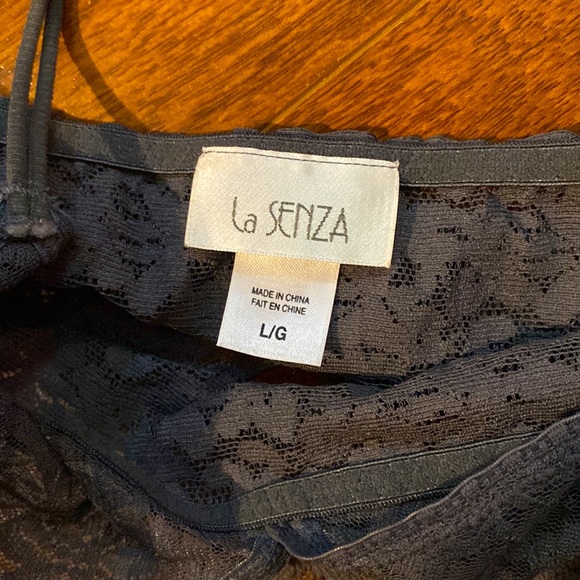 La SENZA
MADE IN CHINA
FAIT EN CHINE
L/G